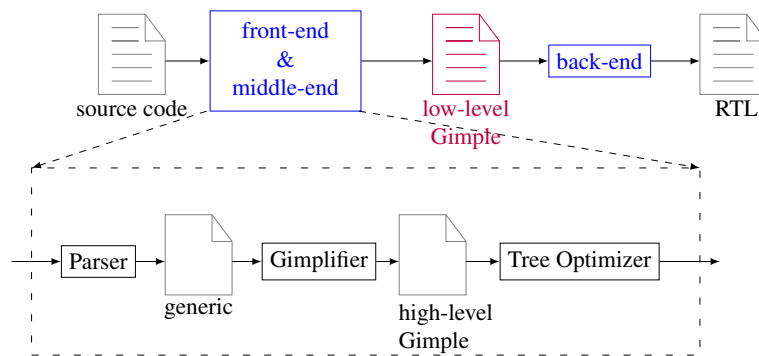 source code
front-end
&
middle-end
low-level
Gimple
back-end
RTL
Parser
generic
Gimplifier
high-level
Gimple
Tree Optimizer